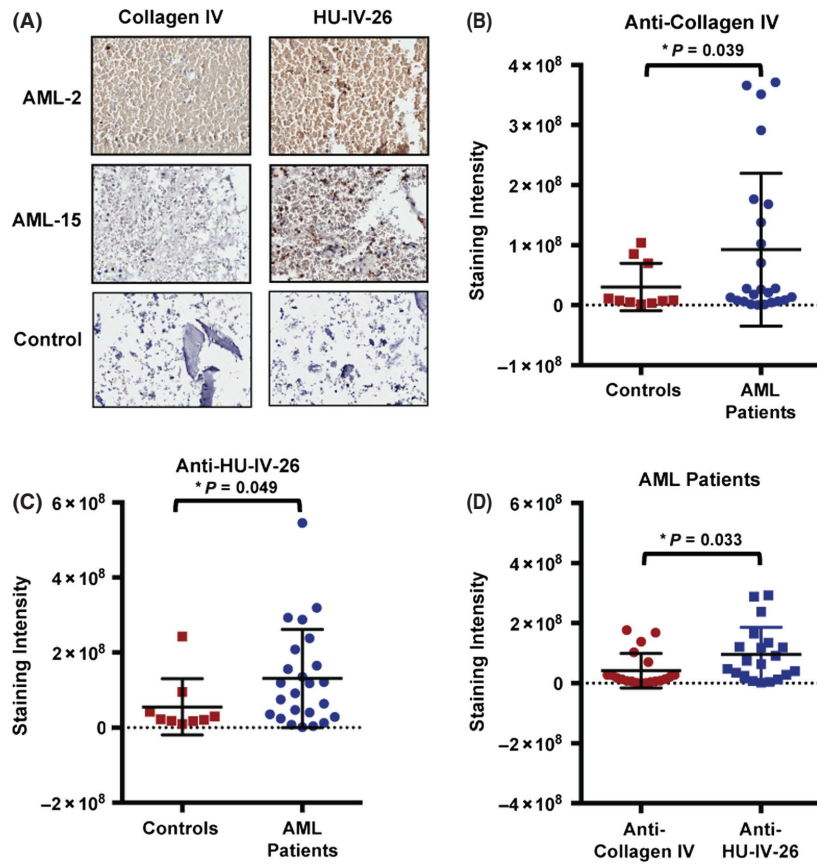 (A)
Collagen IV
HU-IV-26
AML-2
AML-15
Control
(B)
Anti-Collagen IV
* P = 0.039
4 × 10⁸
3 × 10⁸
2 × 10⁸
1 × 10⁸
0
–1 × 10⁸
Staining Intensity
Controls
AML
Patients
(C)
Anti-HU-IV-26
* P = 0.049
6 × 10⁸
4 × 10⁸
2 × 10⁸
0
–2 × 10⁸
Staining Intensity
Controls
AML
Patients
(D)
AML Patients
* P = 0.033
6 × 10⁸
4 × 10⁸
2 × 10⁸
0
–2 × 10⁸
–4 × 10⁸
Staining Intensity
Anti-
Collagen IV
Anti-
HU-IV-26